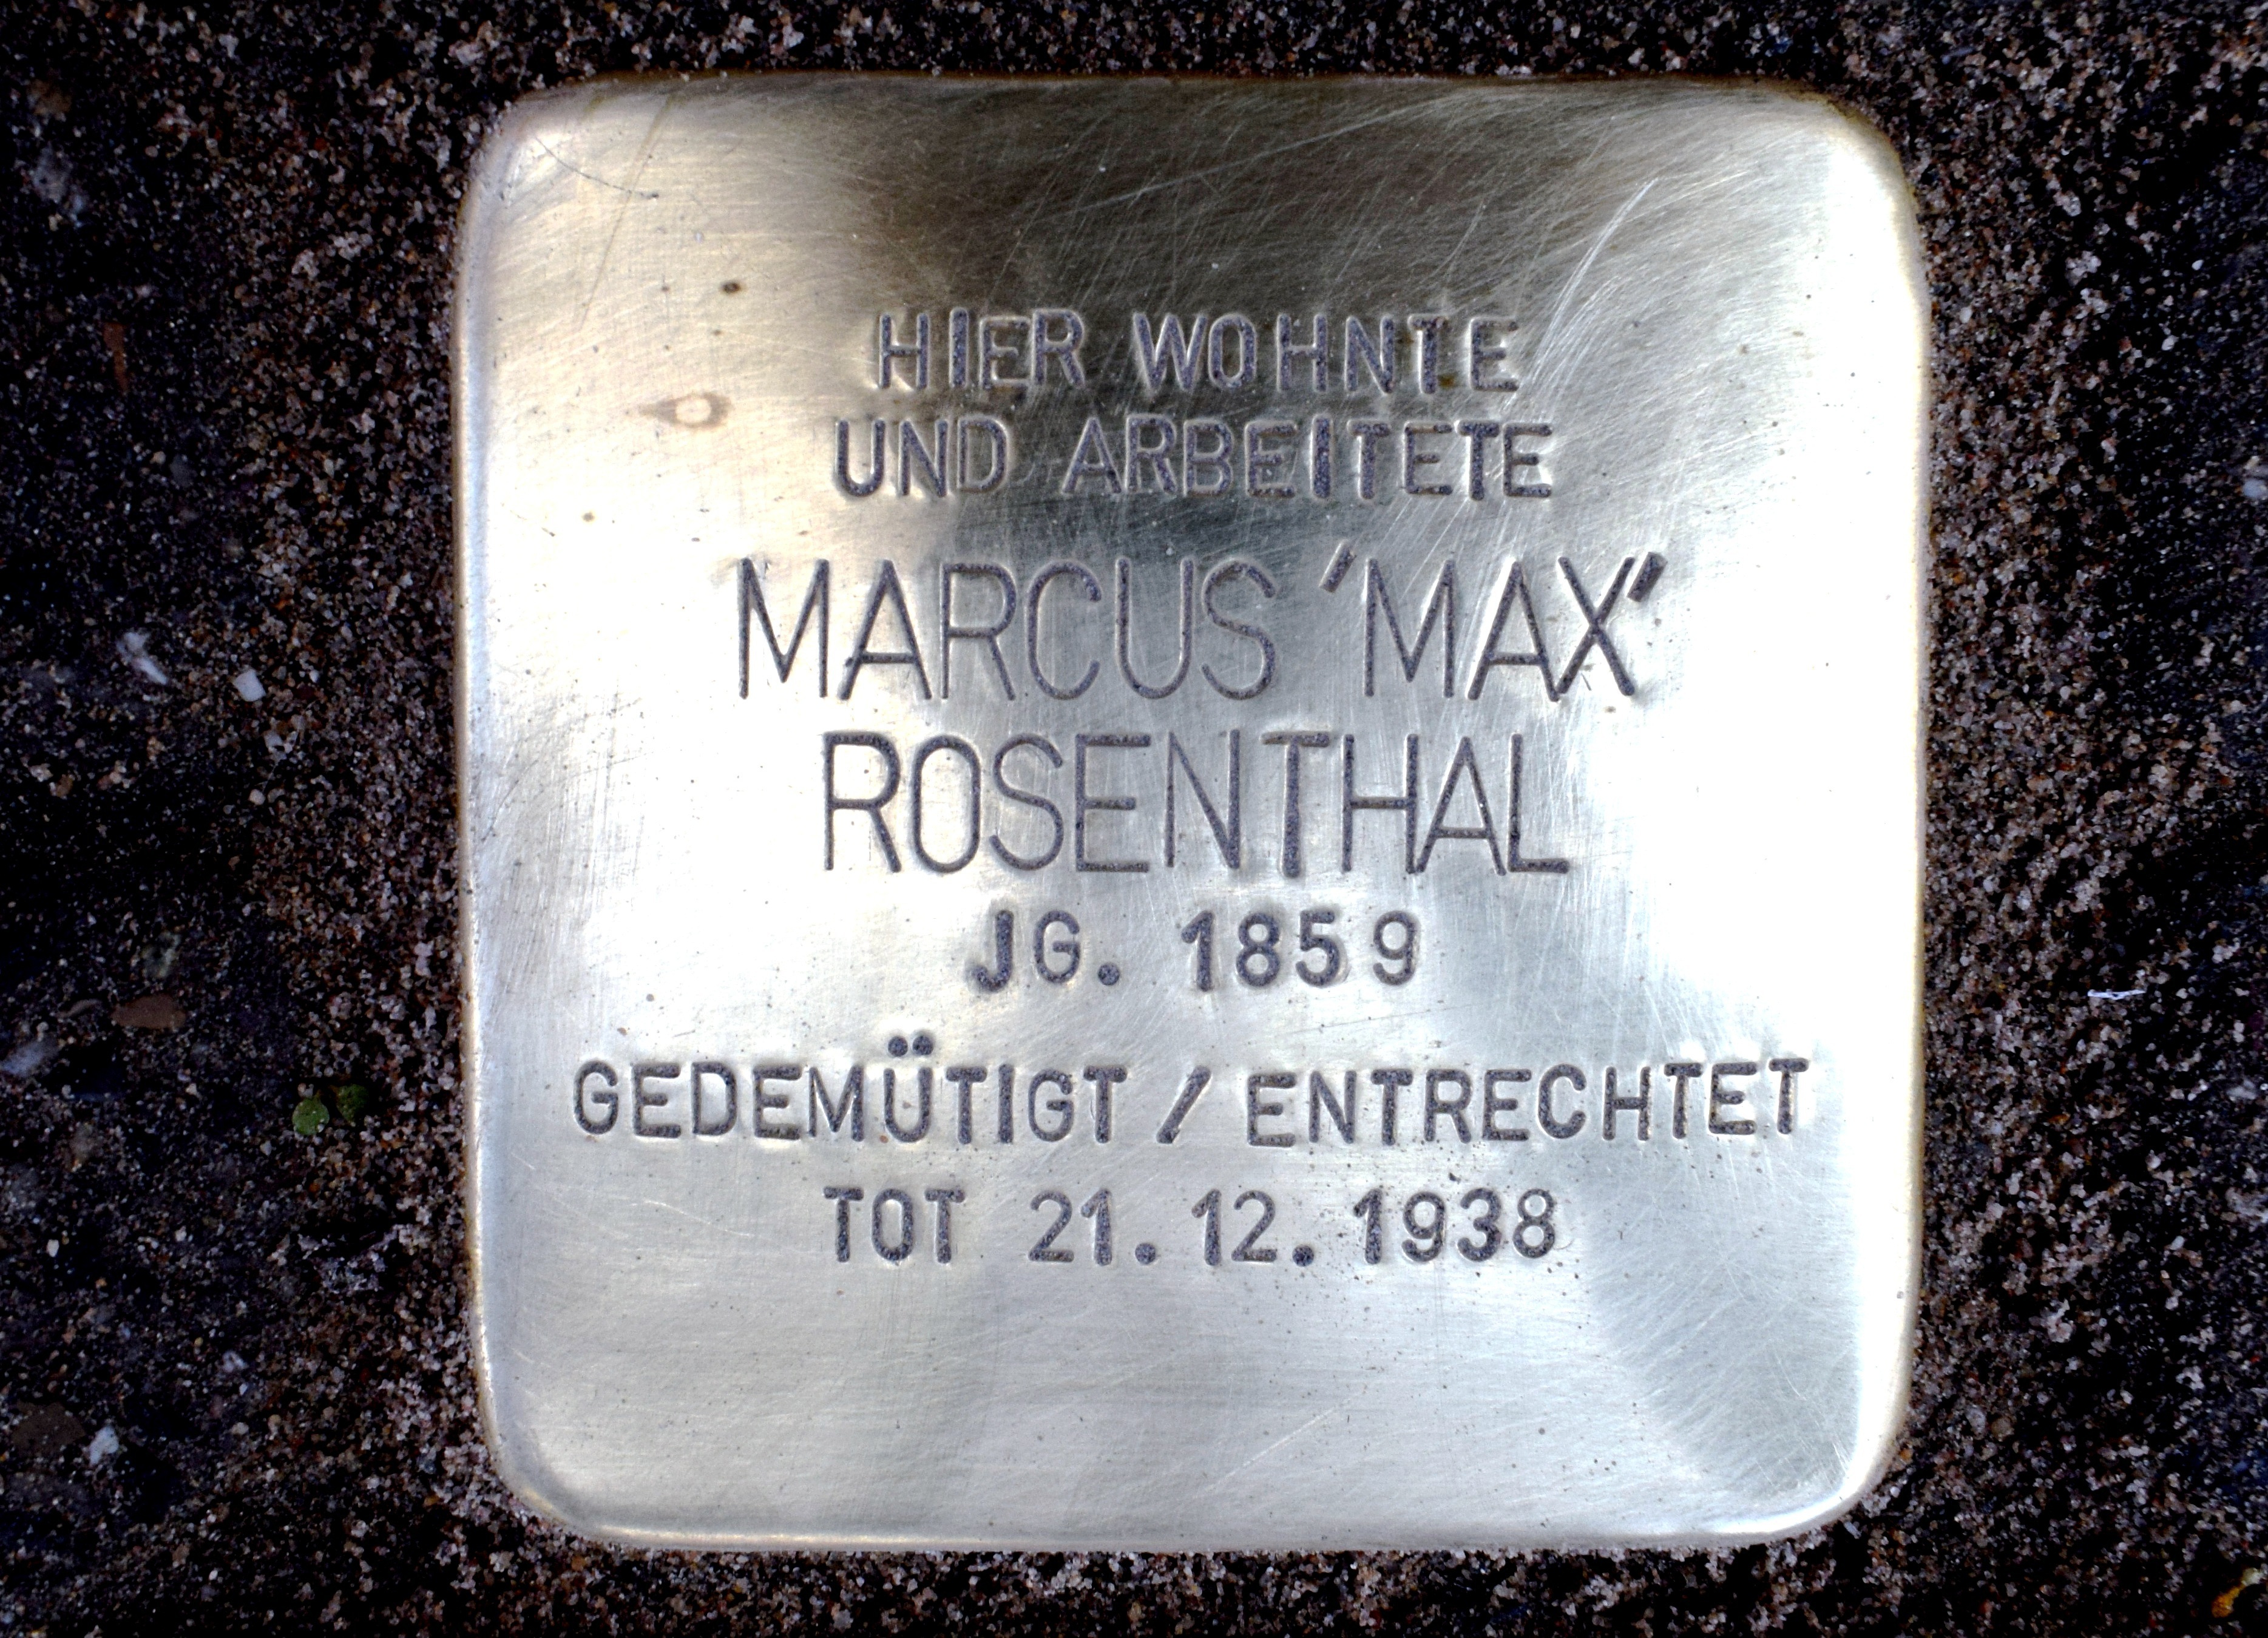 HIER WOHNTE
UND ARBEITETE
MARCUS 'MAX'
ROSENTHAL
JG. 1859
GEDEMÜTIGT / ENTRECHTET
TOT 21.12.1938